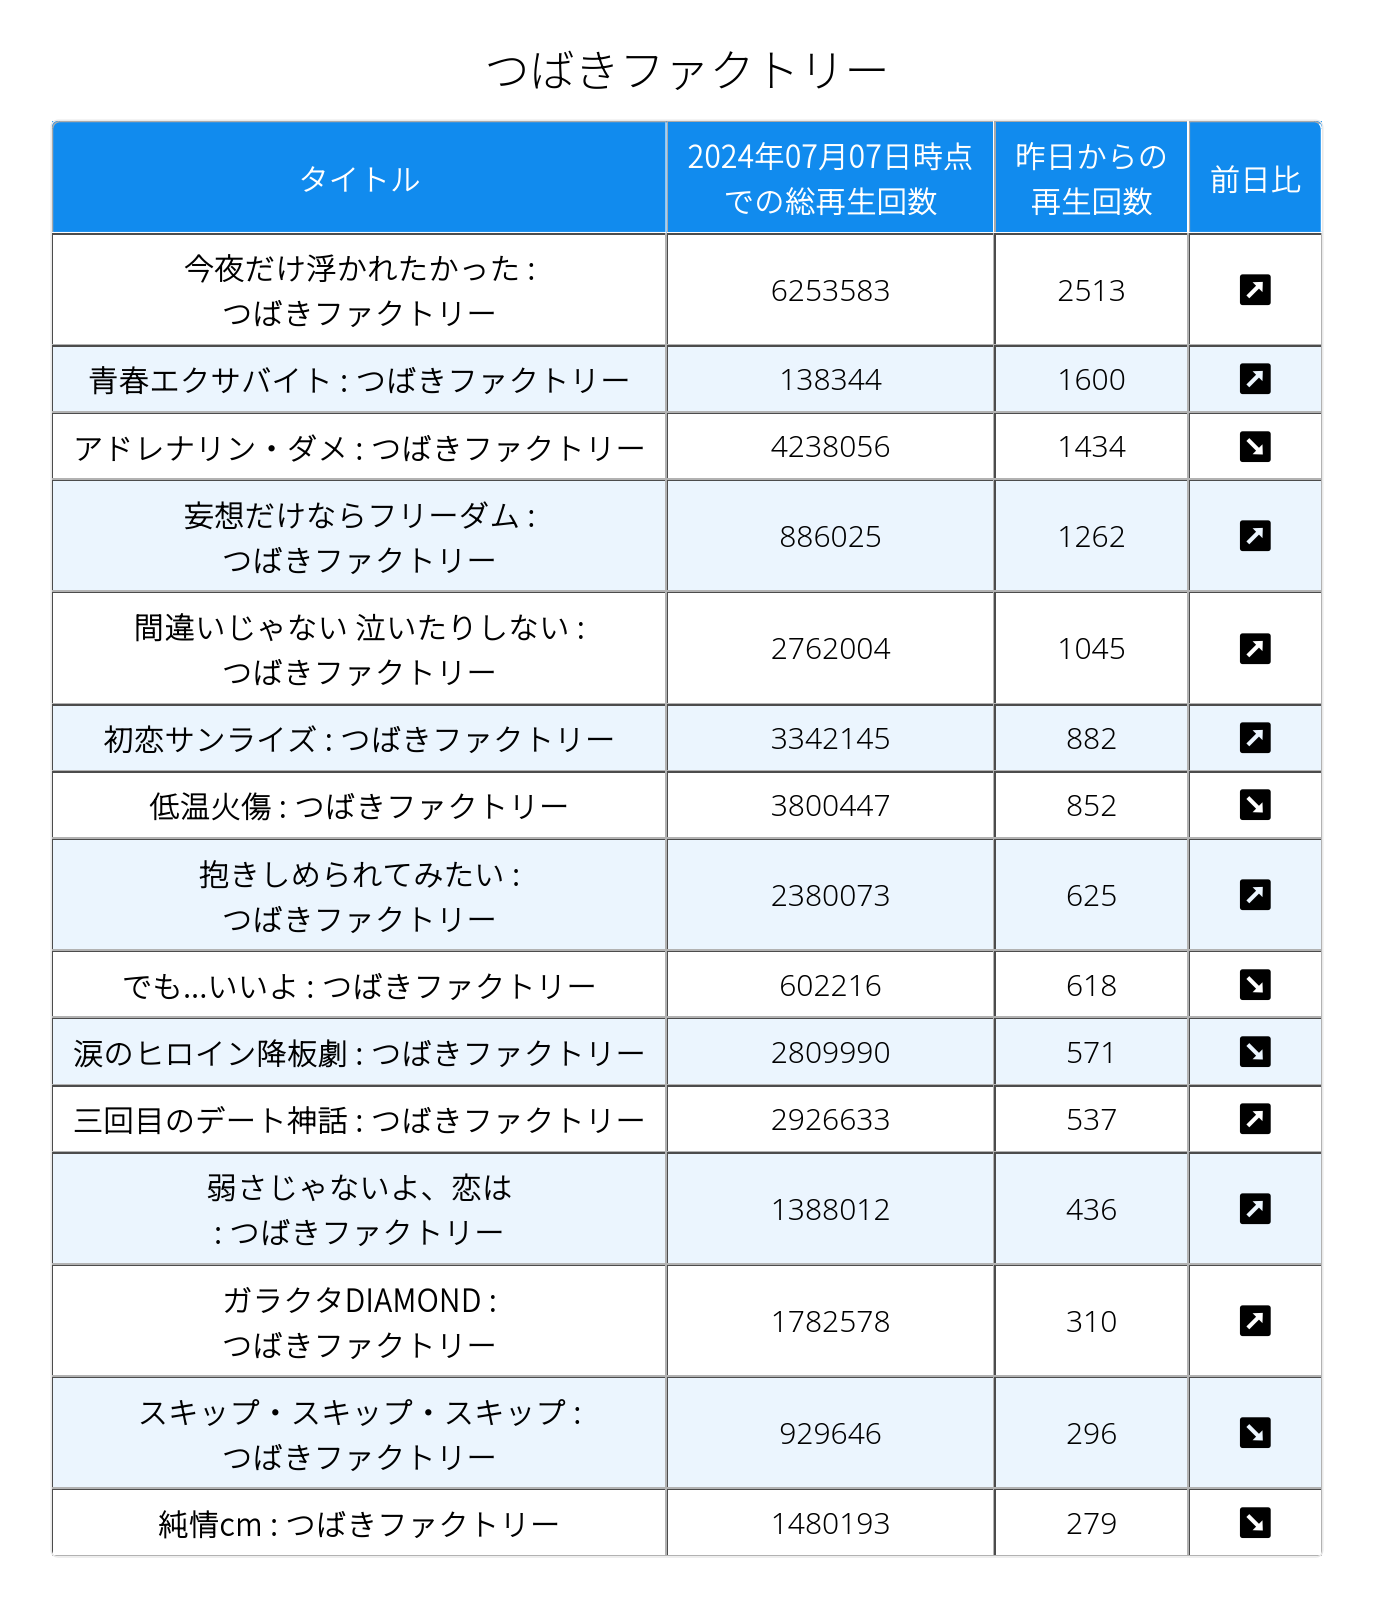 つばきファクトリー
タイトル
2024年07月07日時点
での総再生回数
昨日からの
再生回数
前日比
今夜だけ浮かれたかった :
つばきファクトリー
6253583
2513
青春エクサバイト : つばきファクトリー
138344
1600
アドレナリン・ダメ : つばきファクトリー
4238056
1434
妄想だけならフリーダム :
つばきファクトリー
886025
1262
間違いじゃない 泣いたりしない :
つばきファクトリー
2762004
1045
初恋サンライズ : つばきファクトリー
3342145
882
低温火傷 : つばきファクトリー
3800447
852
抱きしめられてみたい :
つばきファクトリー
2380073
625
でも...いいよ : つばきファクトリー
602216
618
涙のヒロイン降板劇 : つばきファクトリー
2809990
571
三回目のデート神話 : つばきファクトリー
2926633
537
弱さじゃないよ、恋は
: つばきファクトリー
1388012
436
ガラクタDIAMOND :
つばきファクトリー
1782578
310
スキップ・スキップ・スキップ :
つばきファクトリー
929646
296
純情cm : つばきファクトリー
1480193
279